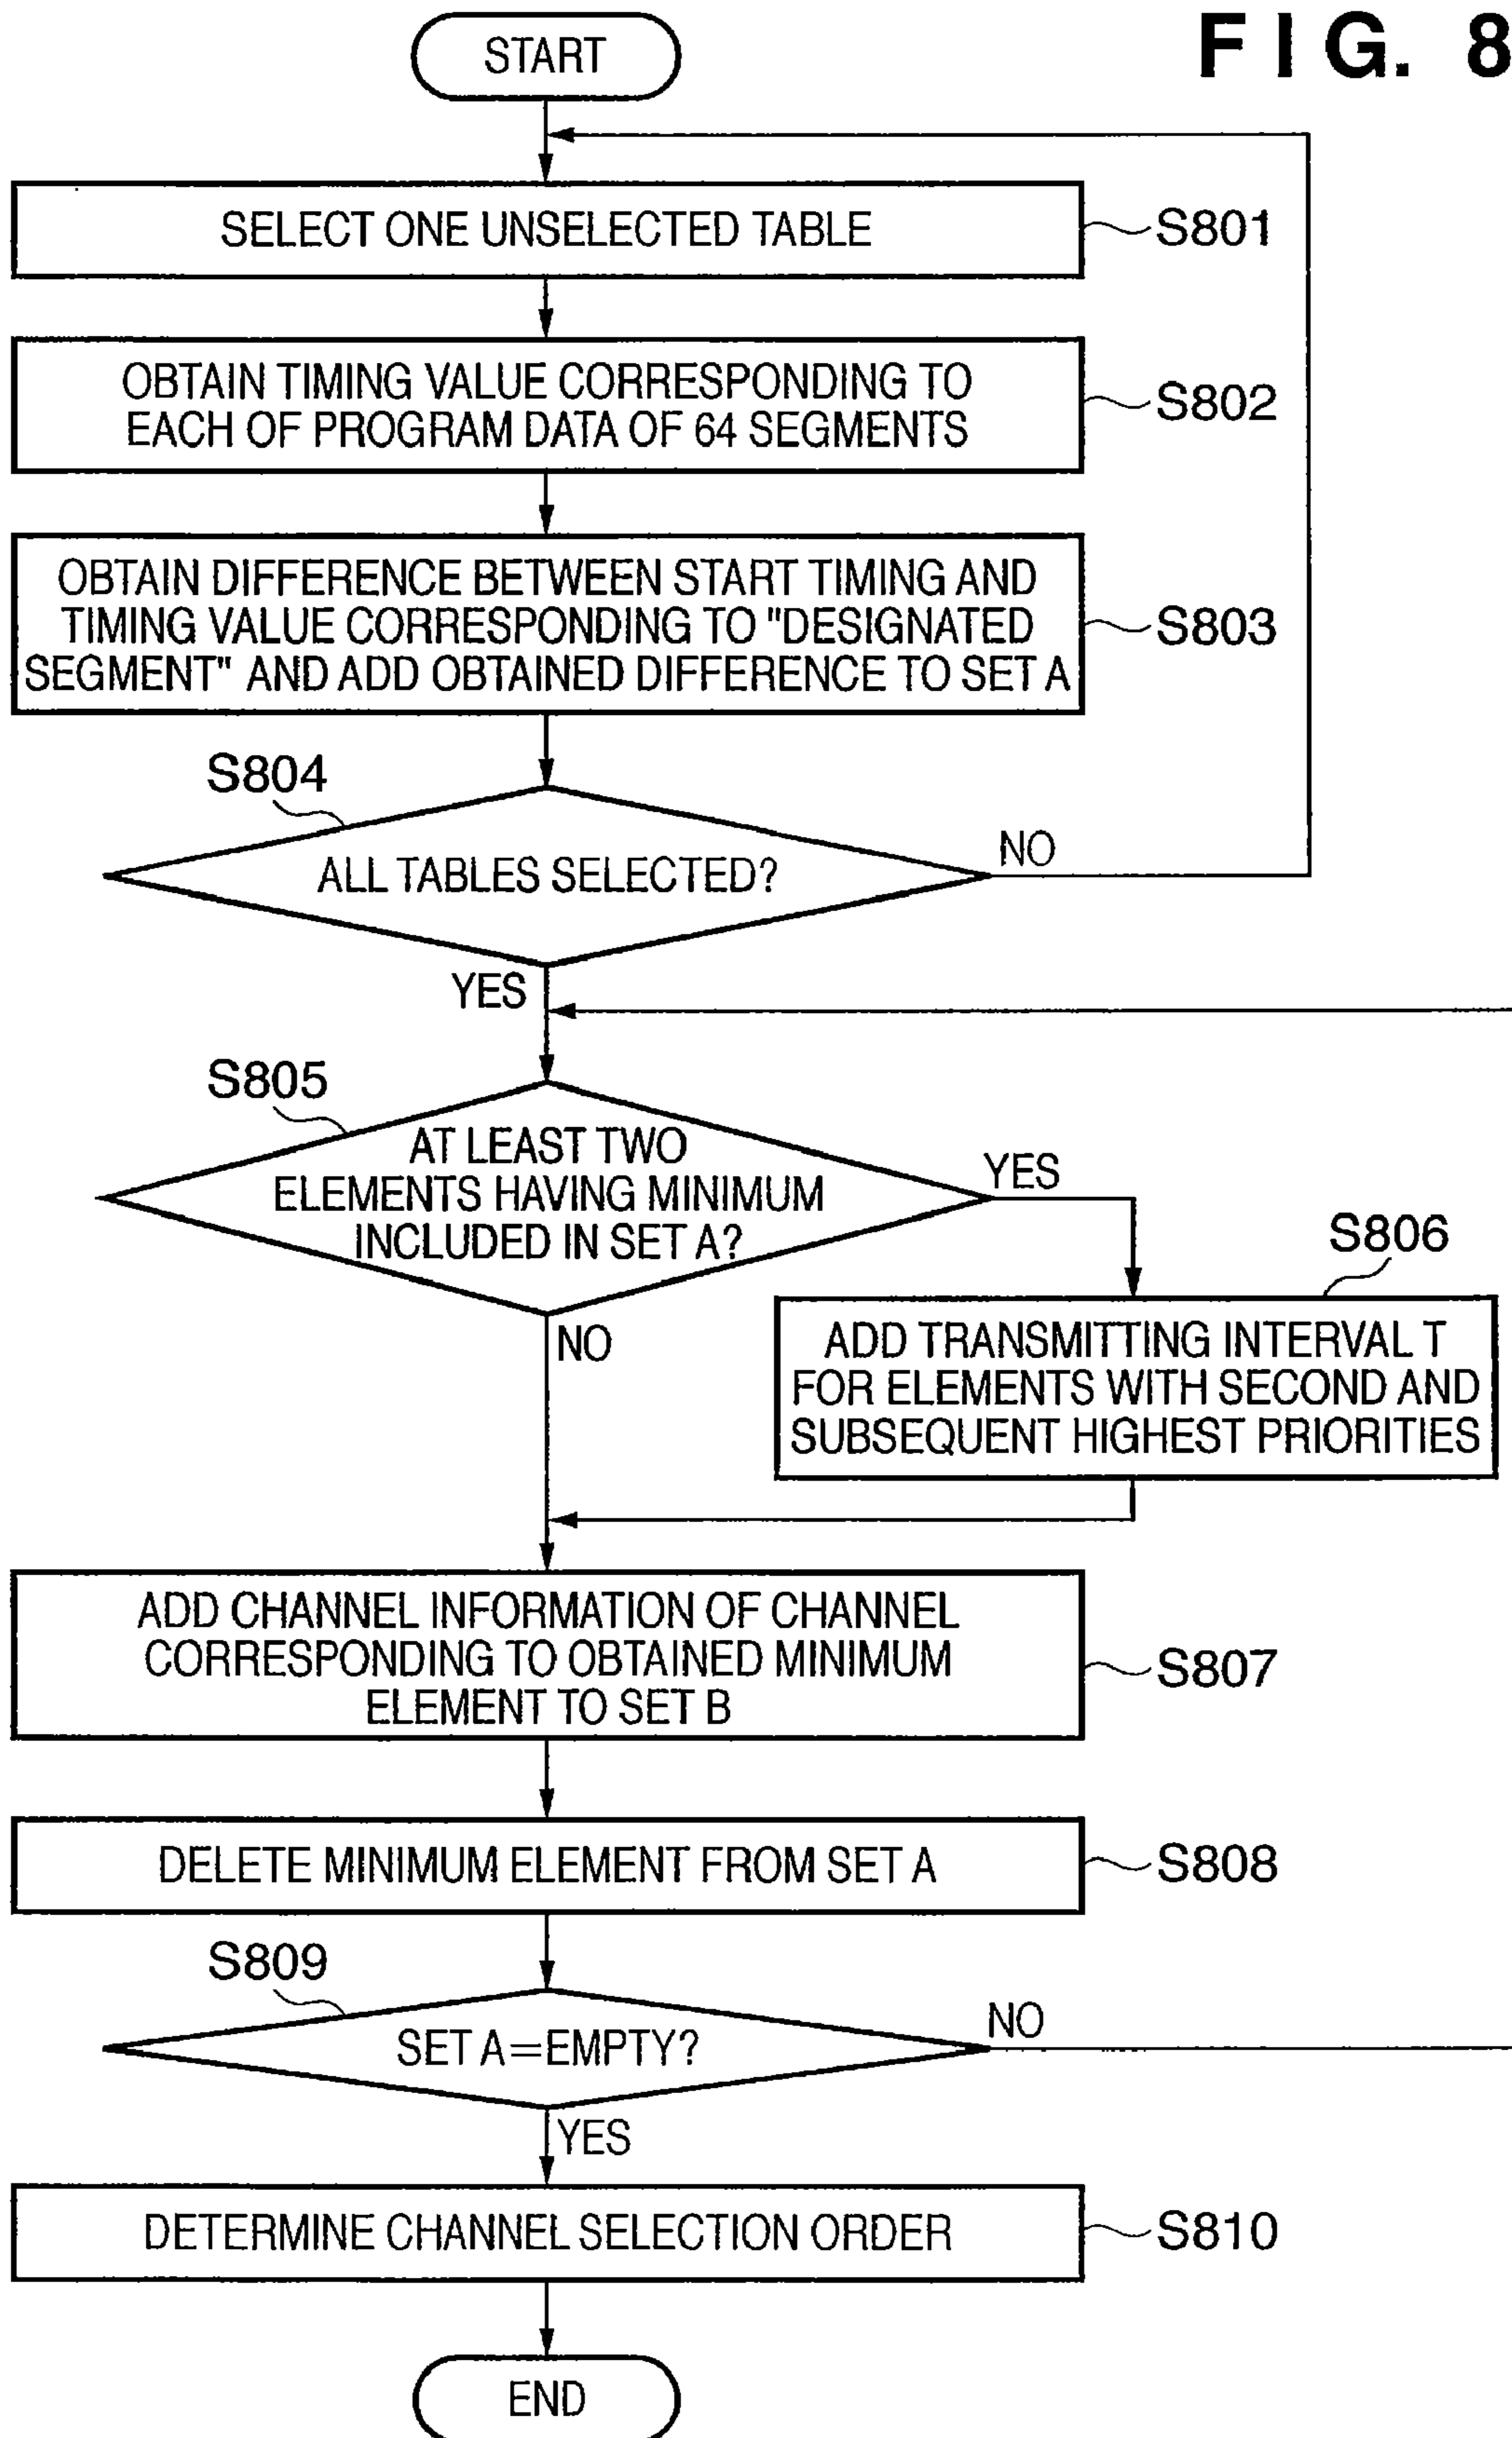 FIG. 8
START
SELECT ONE UNSELECTED TABLE
S801
OBTAIN TIMING VALUE CORRESPONDING TO
EACH OF PROGRAM DATA OF 64 SEGMENTS
S802
OBTAIN DIFFERENCE BETWEEN START TIMING AND
TIMING VALUE CORRESPONDING TO "DESIGNATED
SEGMENT" AND ADD OBTAINED DIFFERENCE TO SET A
S803
S804
ALL TABLES SELECTED?
NO
YES
S805
AT LEAST TWO
ELEMENTS HAVING MINIMUM
INCLUDED IN SET A?
YES
S806
NO
ADD TRANSMITTING INTERVAL T
FOR ELEMENTS WITH SECOND AND
SUBSEQUENT HIGHEST PRIORITIES
ADD CHANNEL INFORMATION OF CHANNEL
CORRESPONDING TO OBTAINED MINIMUM
ELEMENT TO SET B
S807
DELETE MINIMUM ELEMENT FROM SET A
S808
S809
SET A=EMPTY?
NO
YES
DETERMINE CHANNEL SELECTION ORDER
S810
END